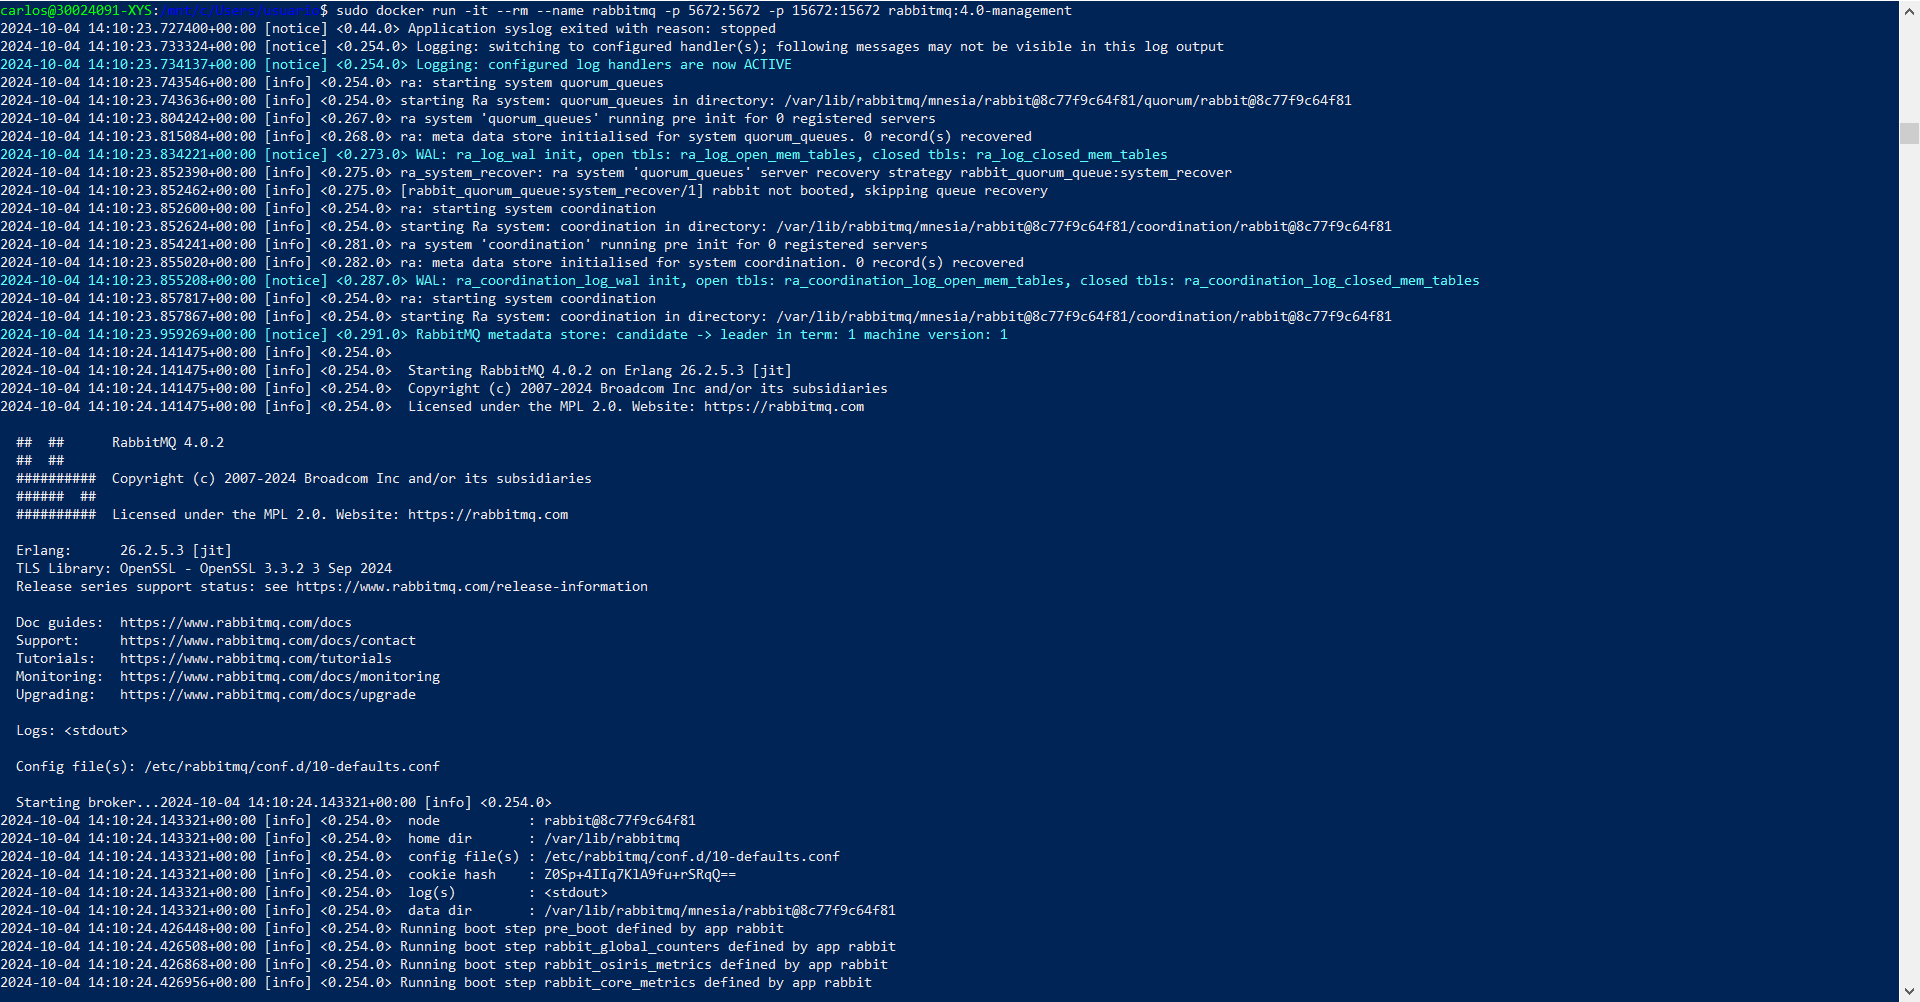 carlos@30024091-XYS:$ sudo docker run -it --rm --name rabbitmq -p 5672:5672 -p 15672:15672 rabbitmq:4.0-management
2024-10-04 14:10:23.727400+00:00 [notice] <0.44.0> Application syslog exited with reason: stopped
2024-10-04 14:10:23.733324+00:00 [notice] <0.254.0> Logging: switching to configured handler(s); following messages may not be visible in this log output
2024-10-04 14:10:23.734137+00:00 [notice] <0.254.0> Logging: configured log handlers are now ACTIVE
2024-10-04 14:10:23.743546+00:00 [info] <0.254.0> ra: starting system quorum_queues
2024-10-04 14:10:23.743636+00:00 [info] <0.254.0> starting Ra system: quorum_queues in directory: /var/lib/rabbitmq/mnesia/rabbit@8c77f9c64f81/quorum/rabbit@8c77f9c64f81
2024-10-04 14:10:23.804242+00:00 [info] <0.267.0> ra system 'quorum_queues' running pre init for 0 registered servers
2024-10-04 14:10:23.815084+00:00 [info] <0.268.0> ra: meta data store initialised for system quorum_queues. 0 record(s) recovered
2024-10-04 14:10:23.834221+00:00 [notice] <0.273.0> WAL: ra_log_wal init, open tbls: ra_log_open_mem_tables, closed tbls: ra_log_closed_mem_tables
2024-10-04 14:10:23.852390+00:00 [info] <0.275.0> ra_system_recover: ra system 'quorum_queues' server recovery strategy rabbit_quorum_queue:system_recover
2024-10-04 14:10:23.852462+00:00 [info] <0.275.0> [rabbit_quorum_queue:system_recover/1] rabbit not booted, skipping queue recovery
2024-10-04 14:10:23.852600+00:00 [info] <0.254.0> ra: starting system coordination
2024-10-04 14:10:23.852624+00:00 [info] <0.254.0> starting Ra system: coordination in directory: /var/lib/rabbitmq/mnesia/rabbit@8c77f9c64f81/coordination/rabbit@8c77f9c64f81
2024-10-04 14:10:23.854241+00:00 [info] <0.281.0> ra system 'coordination' running pre init for 0 registered servers
2024-10-04 14:10:23.855020+00:00 [info] <0.282.0> ra: meta data store initialised for system coordination. 0 record(s) recovered
2024-10-04 14:10:23.855208+00:00 [notice] <0.287.0> WAL: ra_coordination_log_wal init, open tbls: ra_coordination_log_open_mem_tables, closed tbls: ra_coordination_log_closed_mem_tables
2024-10-04 14:10:23.857817+00:00 [info] <0.254.0> ra: starting system coordination
2024-10-04 14:10:23.857867+00:00 [info] <0.254.0> starting Ra system: coordination in directory: /var/lib/rabbitmq/mnesia/rabbit@8c77f9c64f81/coordination/rabbit@8c77f9c64f81
2024-10-04 14:10:23.959269+00:00 [notice] <0.291.0> RabbitMQ metadata store: candidate -> leader in term: 1 machine version: 1
2024-10-04 14:10:24.141475+00:00 [info] <0.254.0>
2024-10-04 14:10:24.141475+00:00 [info] <0.254.0>  Starting RabbitMQ 4.0.2 on Erlang 26.2.5.3 [jit]
2024-10-04 14:10:24.141475+00:00 [info] <0.254.0>  Copyright (c) 2007-2024 Broadcom Inc and/or its subsidiaries
2024-10-04 14:10:24.141475+00:00 [info] <0.254.0>  Licensed under the MPL 2.0. Website: https://rabbitmq.com
  ##  ##      RabbitMQ 4.0.2
  ##  ##
  ##########  Copyright (c) 2007-2024 Broadcom Inc and/or its subsidiaries
  ######  ##
  ##########  Licensed under the MPL 2.0. Website: https://rabbitmq.com
  Erlang:      26.2.5.3 [jit]
  TLS Library: OpenSSL - OpenSSL 3.3.2 3 Sep 2024
  Release series support status: see https://www.rabbitmq.com/release-information
  Doc guides:  https://www.rabbitmq.com/docs
  Support:     https://www.rabbitmq.com/docs/contact
  Tutorials:   https://www.rabbitmq.com/tutorials
  Monitoring:  https://www.rabbitmq.com/docs/monitoring
  Upgrading:   https://www.rabbitmq.com/docs/upgrade
  Logs: <stdout>
  Config file(s): /etc/rabbitmq/conf.d/10-defaults.conf
  Starting broker...2024-10-04 14:10:24.143321+00:00 [info] <0.254.0>
2024-10-04 14:10:24.143321+00:00 [info] <0.254.0>  node           : rabbit@8c77f9c64f81
2024-10-04 14:10:24.143321+00:00 [info] <0.254.0>  home dir       : /var/lib/rabbitmq
2024-10-04 14:10:24.143321+00:00 [info] <0.254.0>  config file(s) : /etc/rabbitmq/conf.d/10-defaults.conf
2024-10-04 14:10:24.143321+00:00 [info] <0.254.0>  cookie hash    : Z0Sp+4IIq7KlA9fu+rSRqQ==
2024-10-04 14:10:24.143321+00:00 [info] <0.254.0>  log(s)         : <stdout>
2024-10-04 14:10:24.143321+00:00 [info] <0.254.0>  data dir       : /var/lib/rabbitmq/mnesia/rabbit@8c77f9c64f81
2024-10-04 14:10:24.426448+00:00 [info] <0.254.0> Running boot step pre_boot defined by app rabbit
2024-10-04 14:10:24.426508+00:00 [info] <0.254.0> Running boot step rabbit_global_counters defined by app rabbit
2024-10-04 14:10:24.426868+00:00 [info] <0.254.0> Running boot step rabbit_osiris_metrics defined by app rabbit
2024-10-04 14:10:24.426956+00:00 [info] <0.254.0> Running boot step rabbit_core_metrics defined by app rabbit